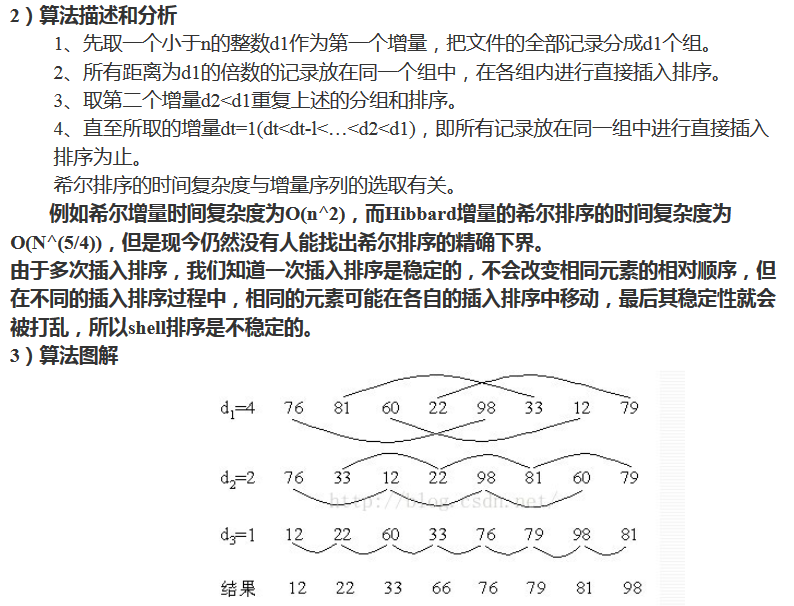 2）算法描述和分析
1、先取一个小于n的整数d1作为第一个增量，把文件的全部记录分成d1个组。
2、所有距离为d1的倍数的记录放在同一个组中，在各组内进行直接插入排序。
3、取第二个增量d2<d1重复上述的分组和排序。
4、直至所取的增量dt=1(dt<dt-l<…<d2<d1)，即所有记录放在同一组中进行直接插入
排序为止。
希尔排序的时间复杂度与增量序列的选取有关。
例如希尔增量时间复杂度为O(n^2)，而Hibbard增量的希尔排序的时间复杂度为
O(N^(5/4))，但是现今仍然没有人能找出希尔排序的精确下界。
由于多次插入排序，我们知道一次插入排序是稳定的，不会改变相同元素的相对顺序，但
在不同的插入排序过程中，相同的元素可能在各自的插入排序中移动，最后其稳定性就会
被打乱，所以shell排序是不稳定的。
3）算法图解
d1=4 76 81 60 22 98 33 12 79
d2=2 76 33 12 22 98 81 60 79
http://blog.csdn.net/
d3=1 12 22 60 33 76 79 98 81
结果 12 22 33 66 76 79 81 98